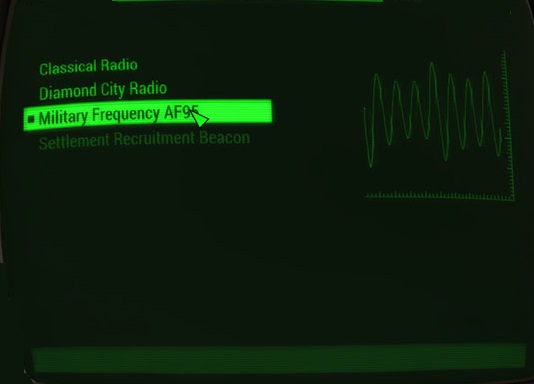 Classical Radio
Diamond City Radio
Military Frequency AF95
Settlement Recruitment Beacon